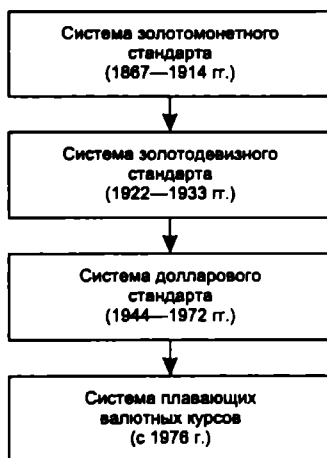 Система золотомонетного
стандарта
(1867—1914 гг.)
Система золотодевизного
стандарта
(1922—1933 гг.)
Система долларового
стандарта
(1944—1972 гг.)
Система плавающих
валютных курсов
(с 1976 г.)